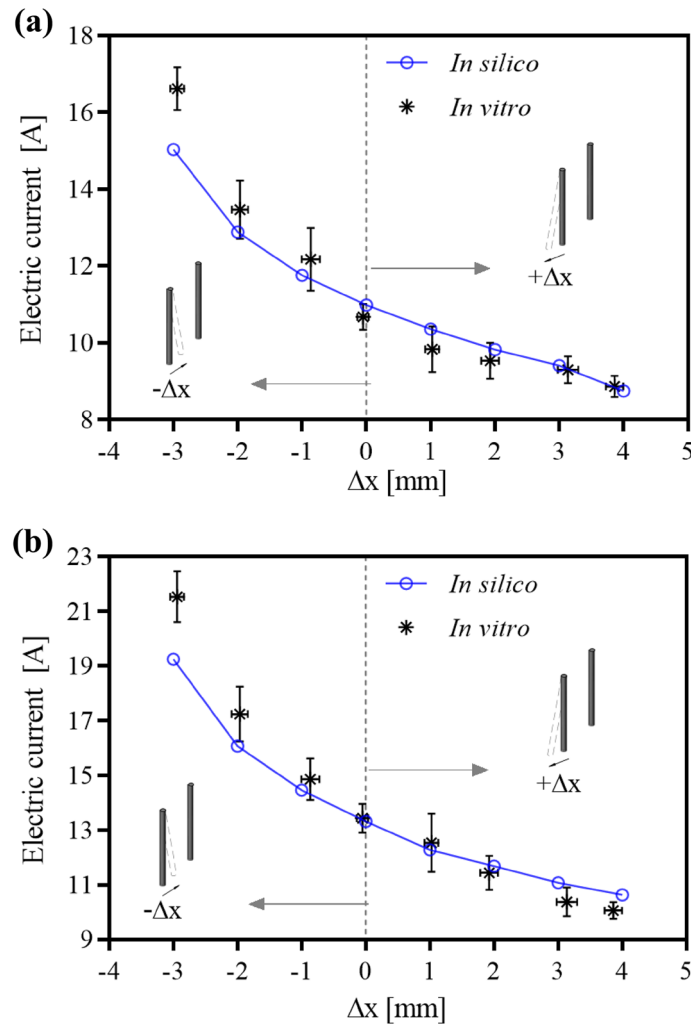 (a)
18
16
14
12
10
8
Electric current [A]
In silico
In vitro
+Δx
-Δx
-4 -3 -2 -1 0 1 2 3 4 5
Δx [mm]
(b)
23
21
19
17
15
13
11
9
Electric current [A]
In silico
In vitro
+Δx
-Δx
-4 -3 -2 -1 0 1 2 3 4 5
Δx [mm]